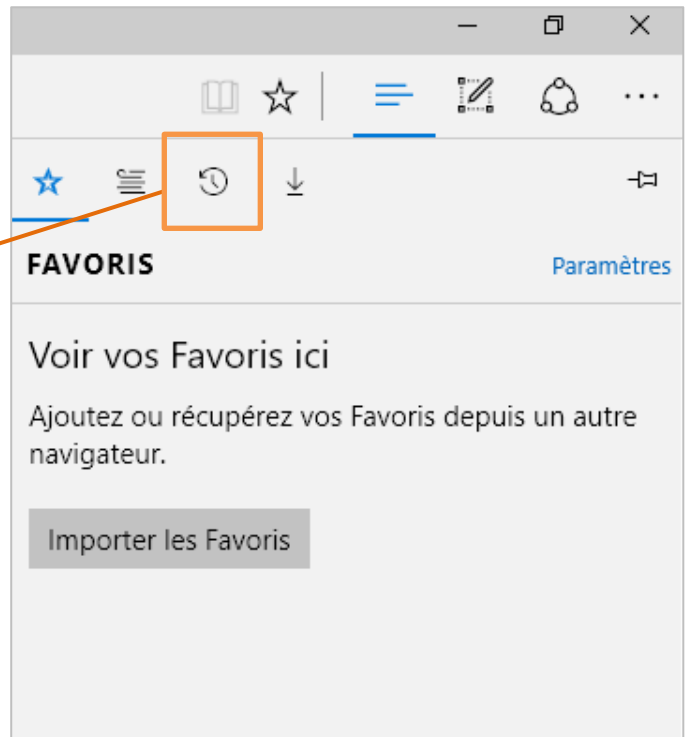 FAVORIS
Paramètres
Voir vos Favoris ici
Ajoutez ou récupérez vos Favoris depuis un autre
navigateur.
Importer les Favoris